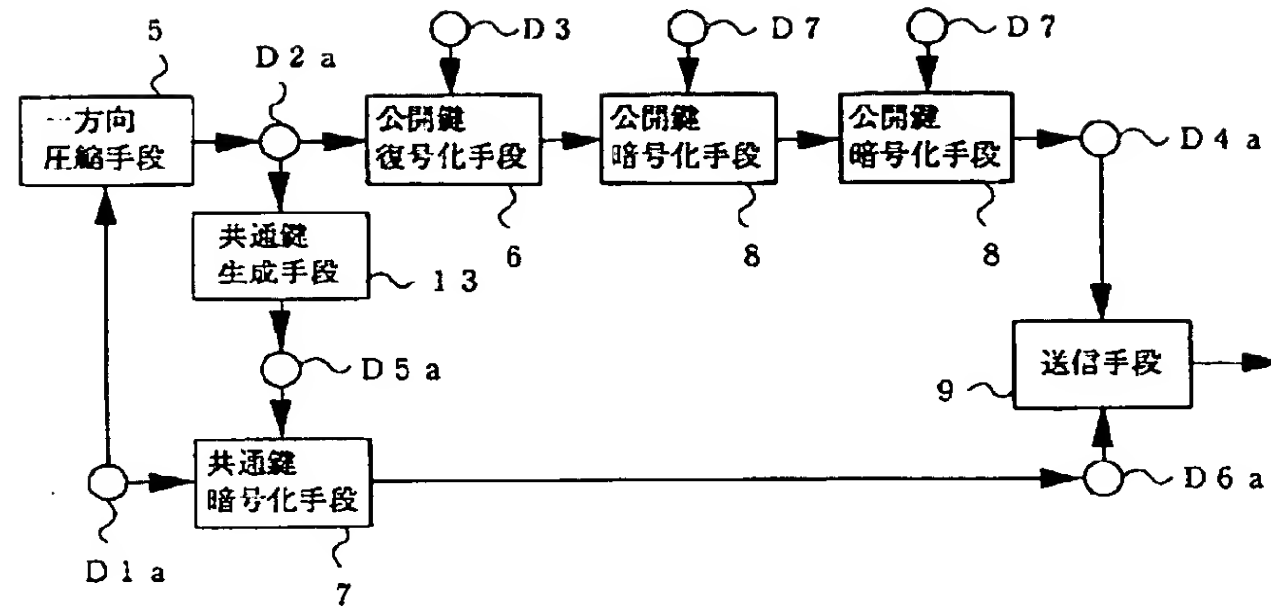 5
D2a
D3
D7
D7
一方向
圧縮手段
公開鍵
復号化手段
公開鍵
暗号化手段
公開鍵
暗号化手段
D4a
6
8
8
共通鍵
生成手段
13
D5a
送信手段
9
共通鍵
暗号化手段
D6a
D1a
7